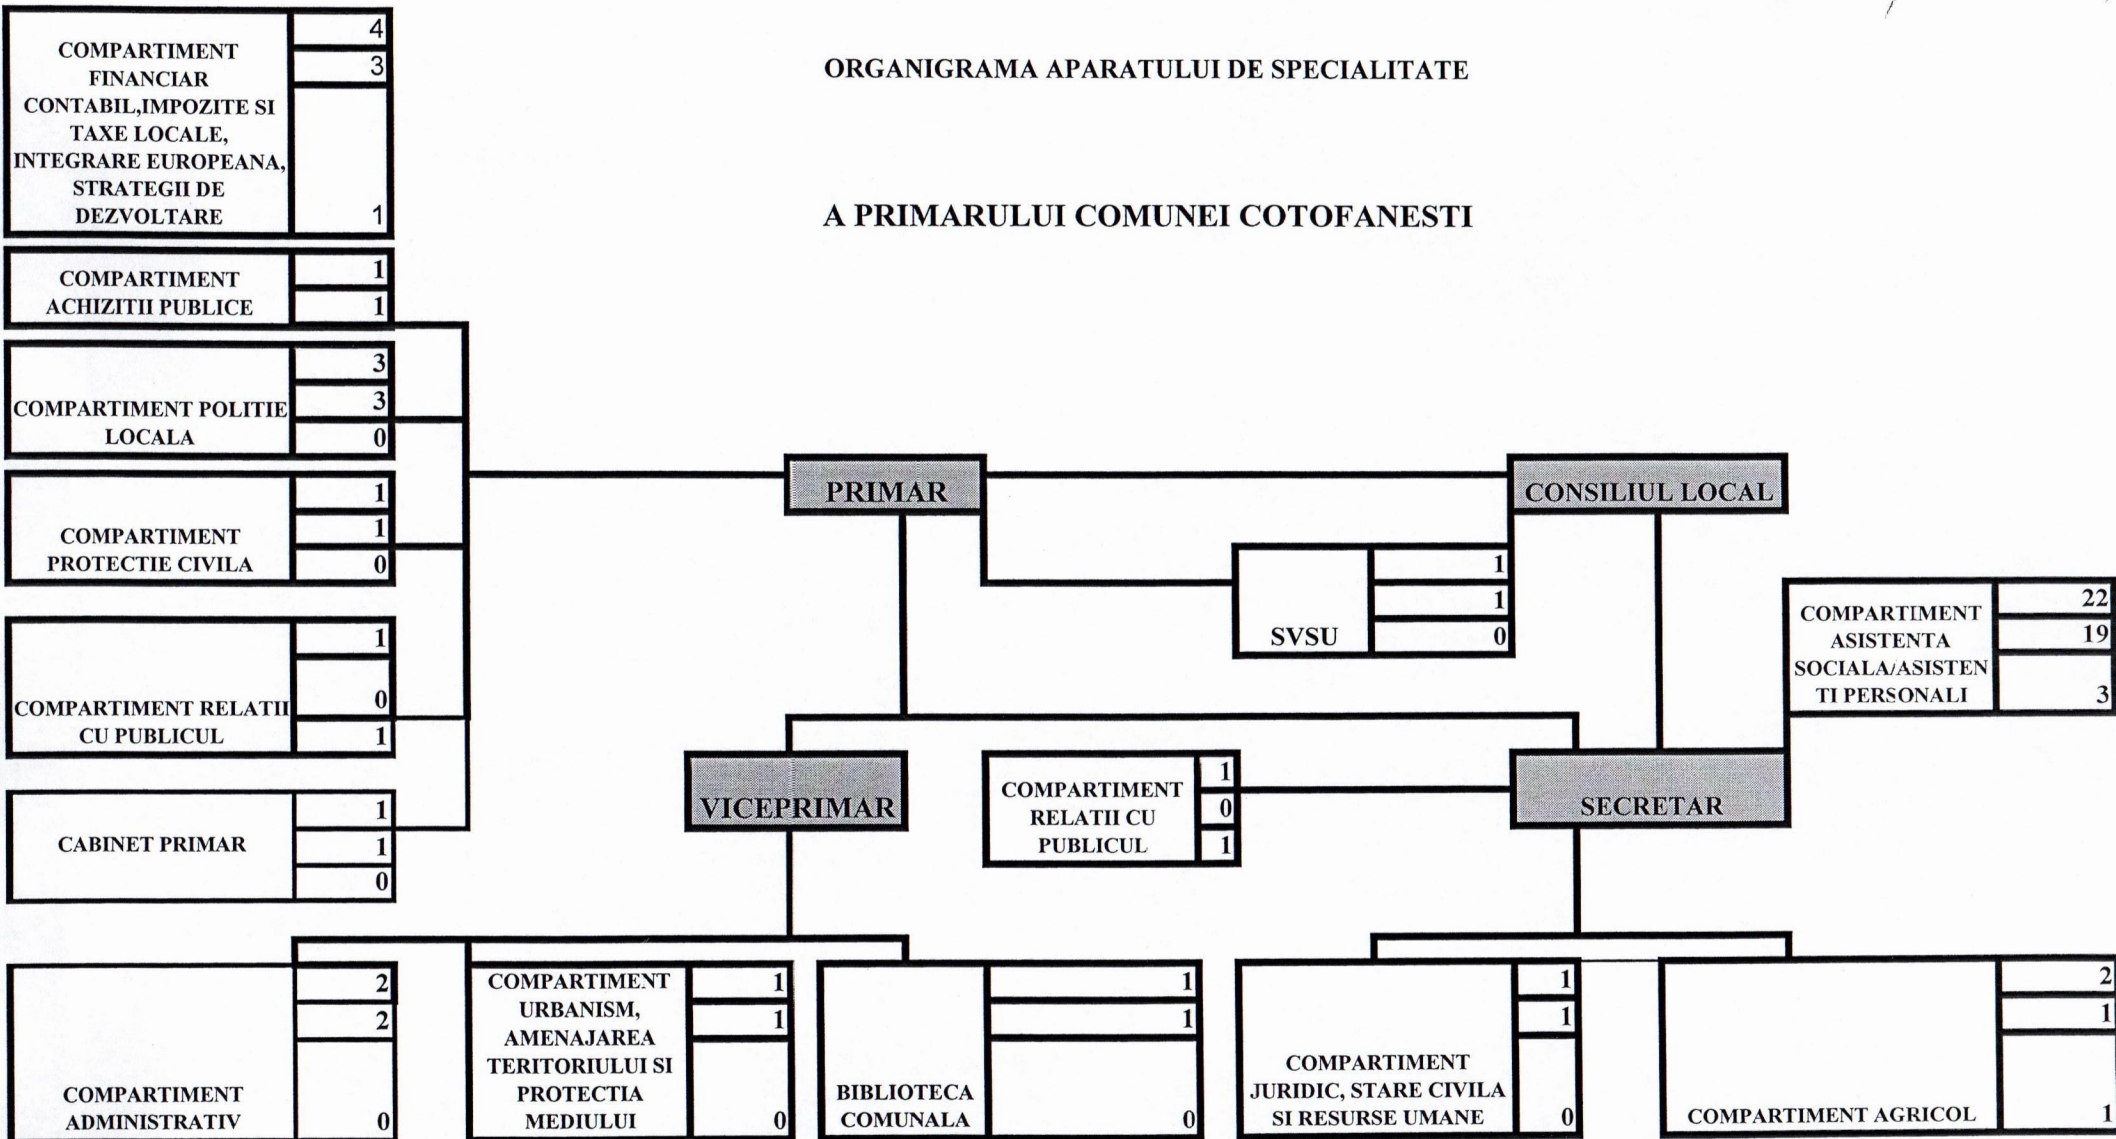 ORGANIGRAMA APARATULUI DE SPECIALITATE
A PRIMARULUI COMUNEI COTOFANESTI
COMPARTIMENT
FINANCIAR
CONTABIL,IMPOZITE SI
TAXE LOCALE,
INTEGRARE EUROPEANA,
STRATEGII DE
DEZVOLTARE
4
3
1
COMPARTIMENT
ACHIZITII PUBLICE
1
1
COMPARTIMENT POLITIE
LOCALA
3
3
0
COMPARTIMENT
PROTECTIE CIVILA
1
1
0
COMPARTIMENT RELATII
CU PUBLICUL
1
0
1
CABINET PRIMAR
1
1
0
PRIMAR
CONSILIUL LOCAL
SVSU
1
1
0
COMPARTIMENT
ASISTENTA
SOCIALA/ASISTEN
TI PERSONALI
22
19
3
VICEPRIMAR
COMPARTIMENT
RELATII CU
PUBLICUL
1
0
1
SECRETAR
COMPARTIMENT
ADMINISTRATIV
2
2
0
COMPARTIMENT
URBANISM,
AMENAJAREA
TERITORIULUI SI
PROTECTIA
MEDIULUI
1
1
0
BIBLIOTECA
COMUNALA
1
1
0
COMPARTIMENT
JURIDIC, STARE CIVILA
SI RESURSE UMANE
1
1
0
COMPARTIMENT AGRICOL
2
1
1